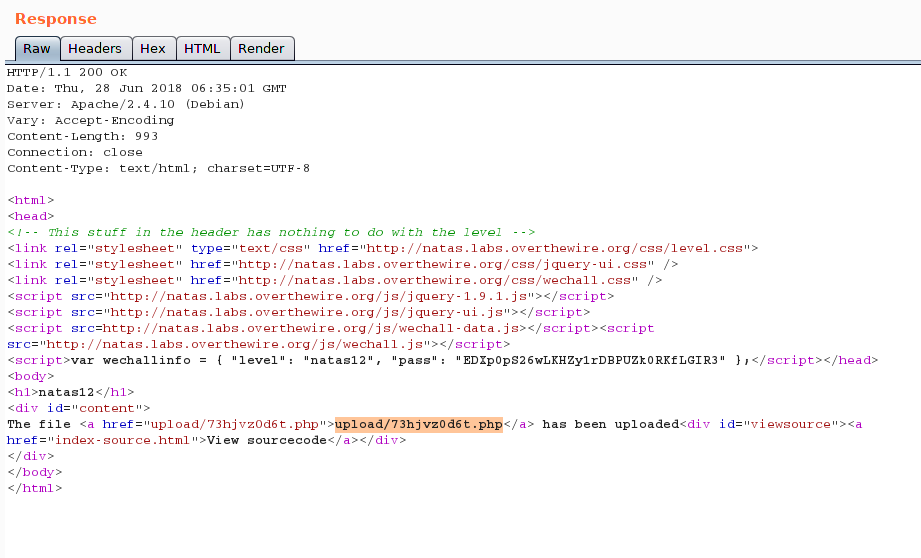 Response
Raw Headers Hex HTML Render
HTTP/1.1 200 OK
Date: Thu, 28 Jun 2018 06:35:01 GMT
Server: Apache/2.4.10 (Debian)
Vary: Accept-Encoding
Content-Length: 993
Connection: close
Content-Type: text/html; charset=UTF-8
<html>
<head>
<!-- This stuff in the header has nothing to do with the level -->
<link rel="stylesheet" type="text/css" href="http://natas.labs.overthewire.org/css/level.css">
<link rel="stylesheet" href="http://natas.labs.overthewire.org/css/jquery-ui.css" />
<link rel="stylesheet" href="http://natas.labs.overthewire.org/css/wechall.css" />
<script src="http://natas.labs.overthewire.org/js/jquery-1.9.1.js"></script>
<script src="http://natas.labs.overthewire.org/js/jquery-ui.js"></script>
<script src=http://natas.labs.overthewire.org/js/wechall-data.js></script><script
src="http://natas.labs.overthewire.org/js/wechall.js"></script>
<script>var wechallinfo = { "level": "natas12", "pass": "EDXp0pS26wLKHZy1rDBPUZk0RKfLGIR3" };</script></head>
<body>
<h1>natas12</h1>
<div id="content">
The file <a href="upload/73hjvz0d6t.php">upload/73hjvz0d6t.php</a> has been uploaded<div id="viewsource"><a
href="index-source.html">View sourcecode</a></div>
</div>
</body>
</html>